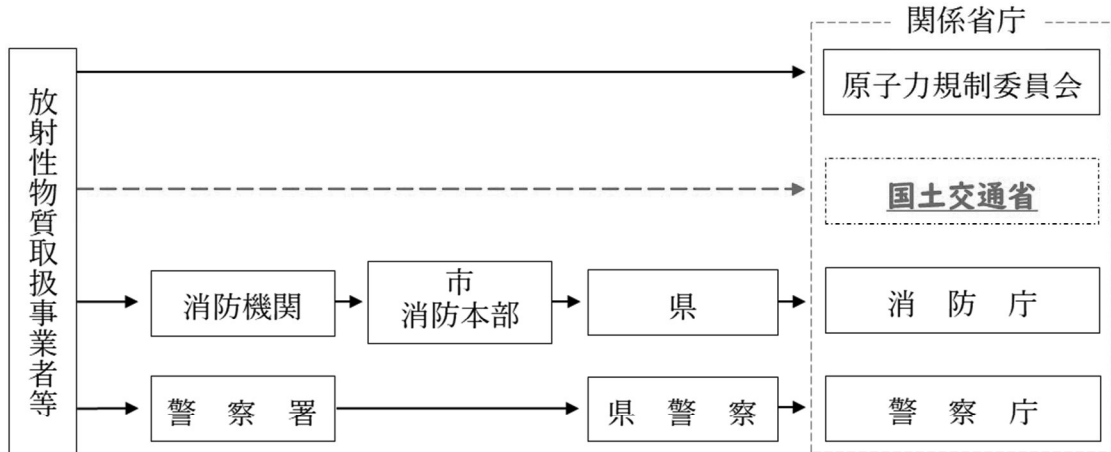 関係省庁
放射性物質取扱事業者等
原子力規制委員会
国土交通省
消防機関
市
消防本部
県
消防庁
警察署
県警察
警察庁